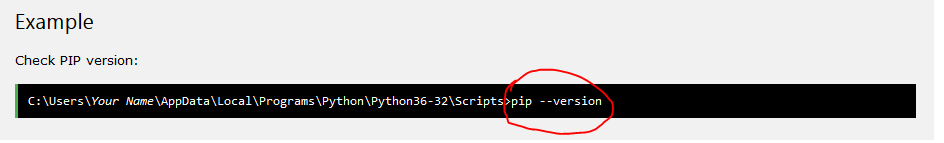 Example
Check PIP version:
C:\Users\Your Name\AppData\Local\Programs\Python\Python36-32\Scripts>pip --version